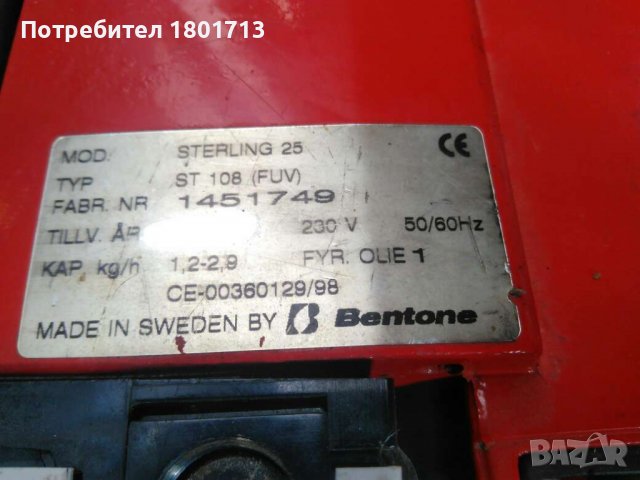 Потребител 1801713
MOD. STERLING 25
TYP ST 108 (FUV)
FABR. NR 1451749
TILLV. ÅR 230 V 50/60Hz
KAP. kg/h 1,2-2,9 FYR. OLIE 1
CE-00360129/98
MADE IN SWEDEN BY Bentone
CE
BAZAR